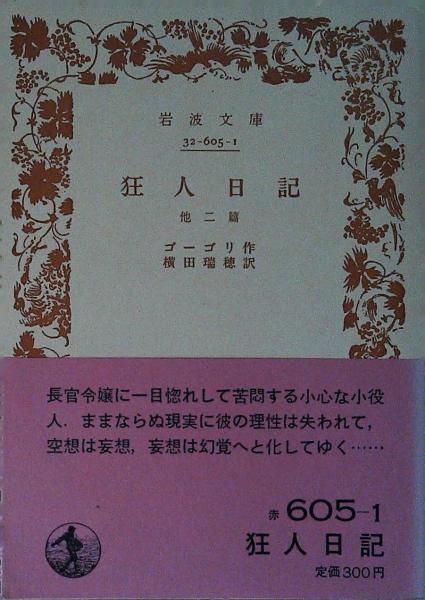 岩波文庫
32-605-1
狂人日記
他二篇
ゴーゴリ作
横田瑞穂訳
長官令嬢に一目惚れして苦悶する小心な小役
人．ままならぬ現実に彼の理性は失われて，
空想は妄想，妄想は幻覚へと化してゆく……
赤 605-1
狂人日記
定価300円